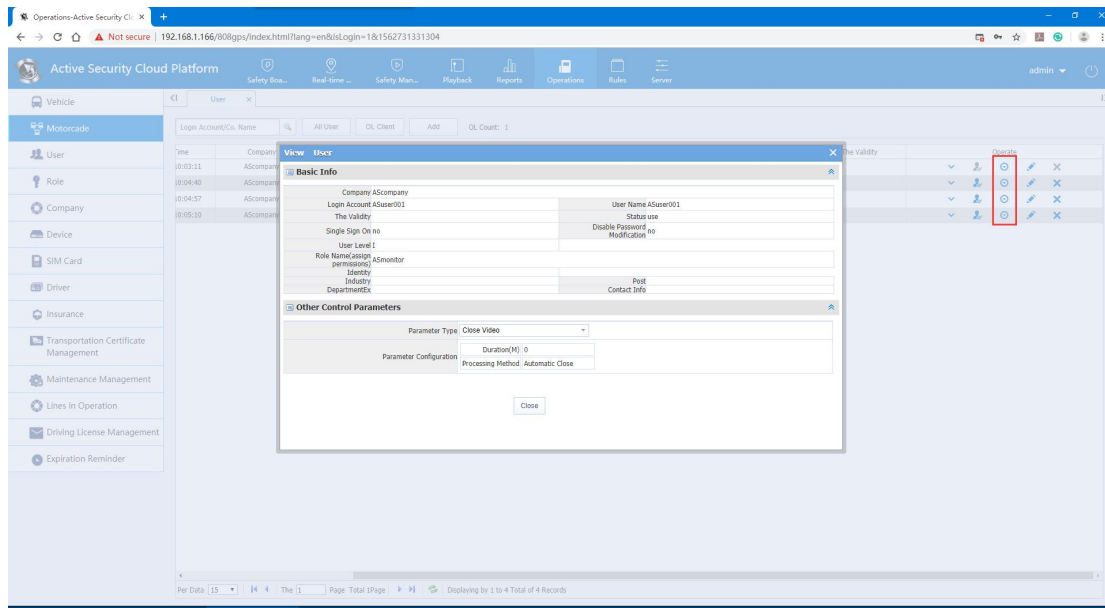 Operations-Active Security Clo
Not secure | 192.168.1.166/808gps/index.html?lang=en&lsLogin=1&1562731331304
Active Security Cloud Platform
Safety Boa... Real-time ... Safety Man... Playback Reports Operations Rules Server
admin
Vehicle
Motorcade
User
Role
Company
Device
SIM Card
Driver
Insurance
Transportation Certificate
Management
Maintenance Management
Lines in Operation
Driving License Management
Expiration Reminder
User
Login Account/Co. Name All User OL Client Add OL Count: 1
Time Company The Validity Operate
10:03:11 AScompany
10:04:40 AScompany
10:04:57 AScompany
10:05:10 AScompany
View User
Basic Info
Company AScompany
Login Account ASuser001 User Name ASuser001
The Validity Status use
Single Sign On no Disable Password
Modification no
User Level I
Role Name(assign
permissions) ASmonitor
Identity
Industry Post
DepartmentEx Contact Info
Other Control Parameters
Parameter Type Close Video
Parameter Configuration Duration(M) 0
Processing Method Automatic Close
Close
Per Data 15 The 1 Page Total 1Page Displaying by 1 to 4 Total of 4 Records